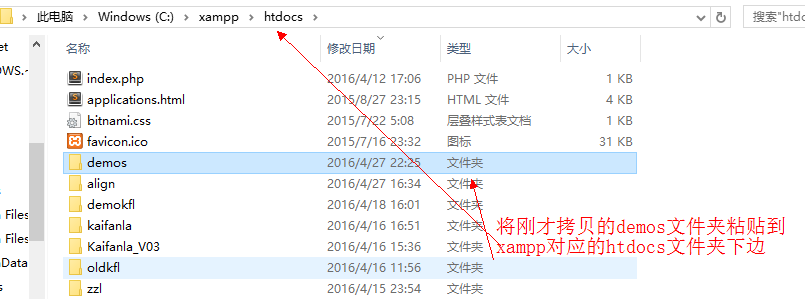 此电脑 > Windows (C:) > xampp > htdocs >
搜索"htdo
名称 修改日期 类型 大小
et
OWS.~
index.php 2016/4/12 17:06 PHP 文件 1 KB
applications.html 2015/8/27 23:15 HTML 文件 4 KB
bitnami.css 2015/7/22 5:08 层叠样式表文档 1 KB
favicon.ico 2015/7/16 23:32 图标 31 KB
demos 2016/4/27 22:25 文件夹
align 2016/4/27 16:34 文件夹
demokfl 2016/4/18 16:01 文件夹
kaifanla 2016/4/16 16:51 文件夹
Files
Kaifanla_V03 2016/4/16 15:36 文件夹
Files
oldkfl 2016/4/16 11:56 文件夹
Data
zzl 2016/4/15 23:54 文件夹
将刚才拷贝的demos文件夹粘贴到
xampp对应的htdocs文件夹下边